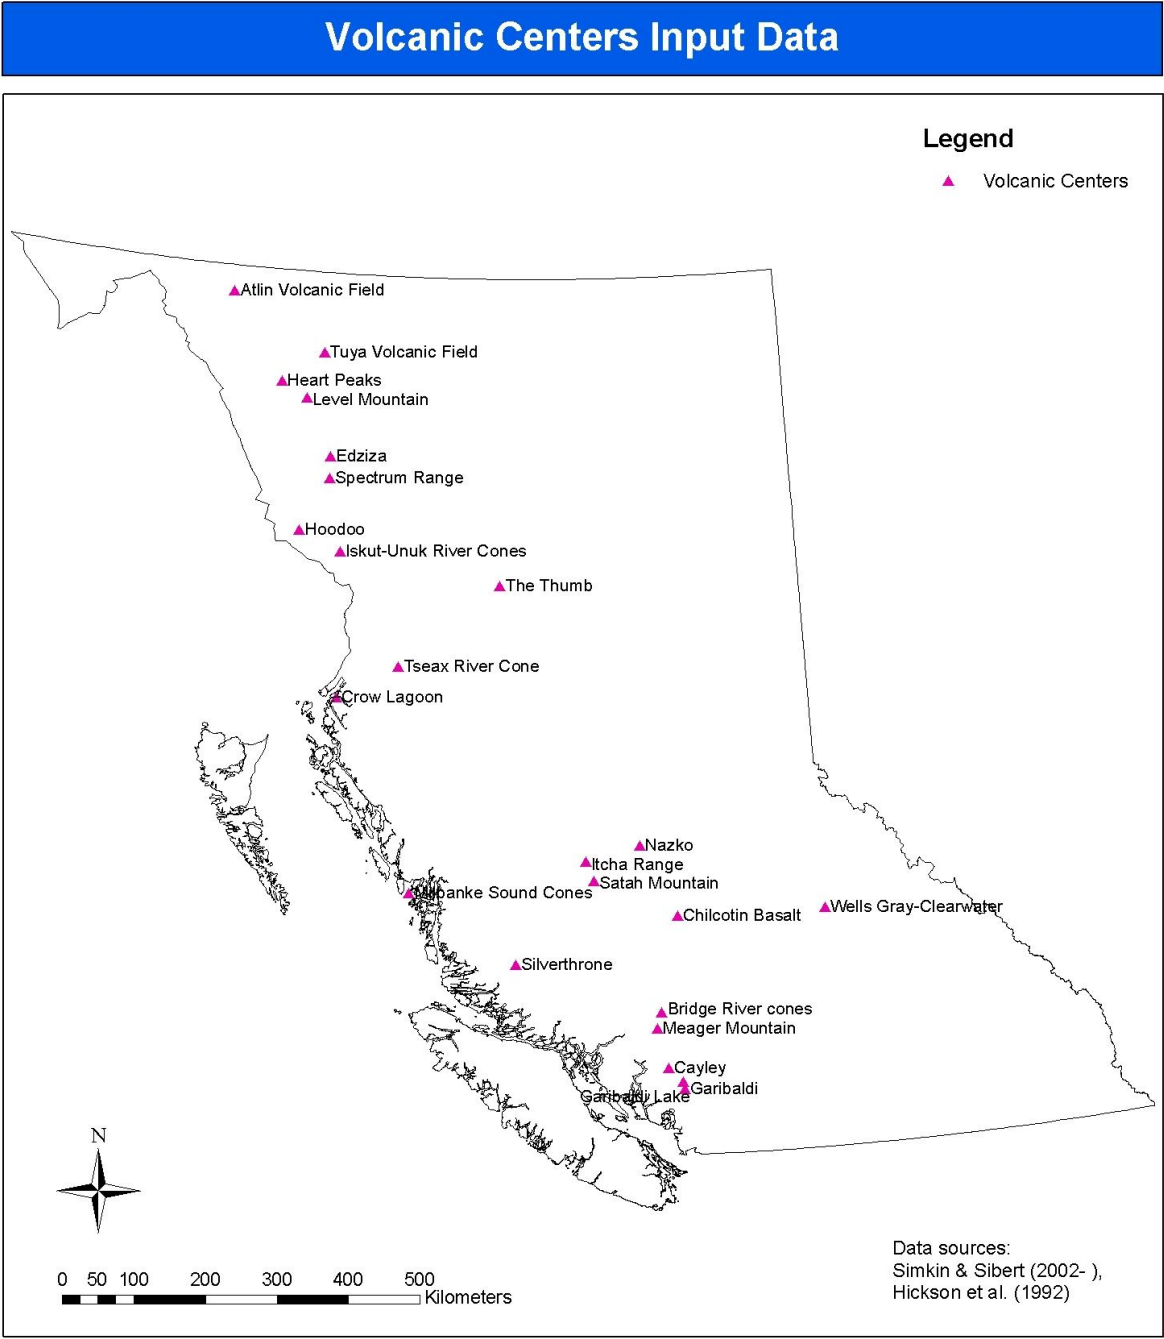 Volcanic Centers Input Data
Legend
Volcanic Centers
Atlin Volcanic Field
Tuya Volcanic Field
Heart Peaks
Level Mountain
Edziza
Spectrum Range
Hoodoo
Iskut-Unuk River Cones
The Thumb
Tseax River Cone
Crow Lagoon
Nazko
Itcha Range
Satah Mountain
Milbanke Sound Cones
Wells Gray-Clearwater
Chilcotin Basalt
Silverthrone
Bridge River cones
Meager Mountain
Cayley
Garibaldi
Garibaldi Lake
N
0 50 100 200 300 400 500
Kilometers
Data sources:
Simkin & Sibert (2002- ),
Hickson et al. (1992)